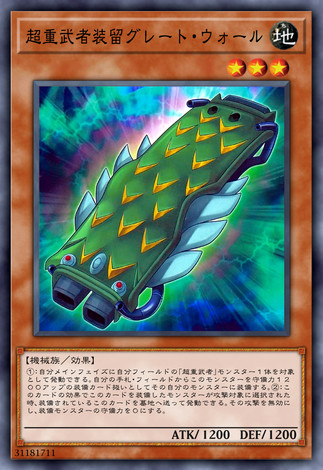 超重武者装留グレート・ウォール
地
【機械族/効果】
①:自分メインフェイズに自分フィールドの「超重武者」モンスター1体を対象
として発動できる。自分の手札・フィールドからこのモンスターを守備力12
00アップの装備カード扱いとしてその自分のモンスターに装備する。②:こ
のカードの効果でこのカードを装備したモンスターが攻撃対象に選択された
時、装備されているこのカードを墓地へ送って発動できる。その攻撃を無効に
し、装備モンスターの守備力を0にする。
ATK/1200 DEF/1200
31181711